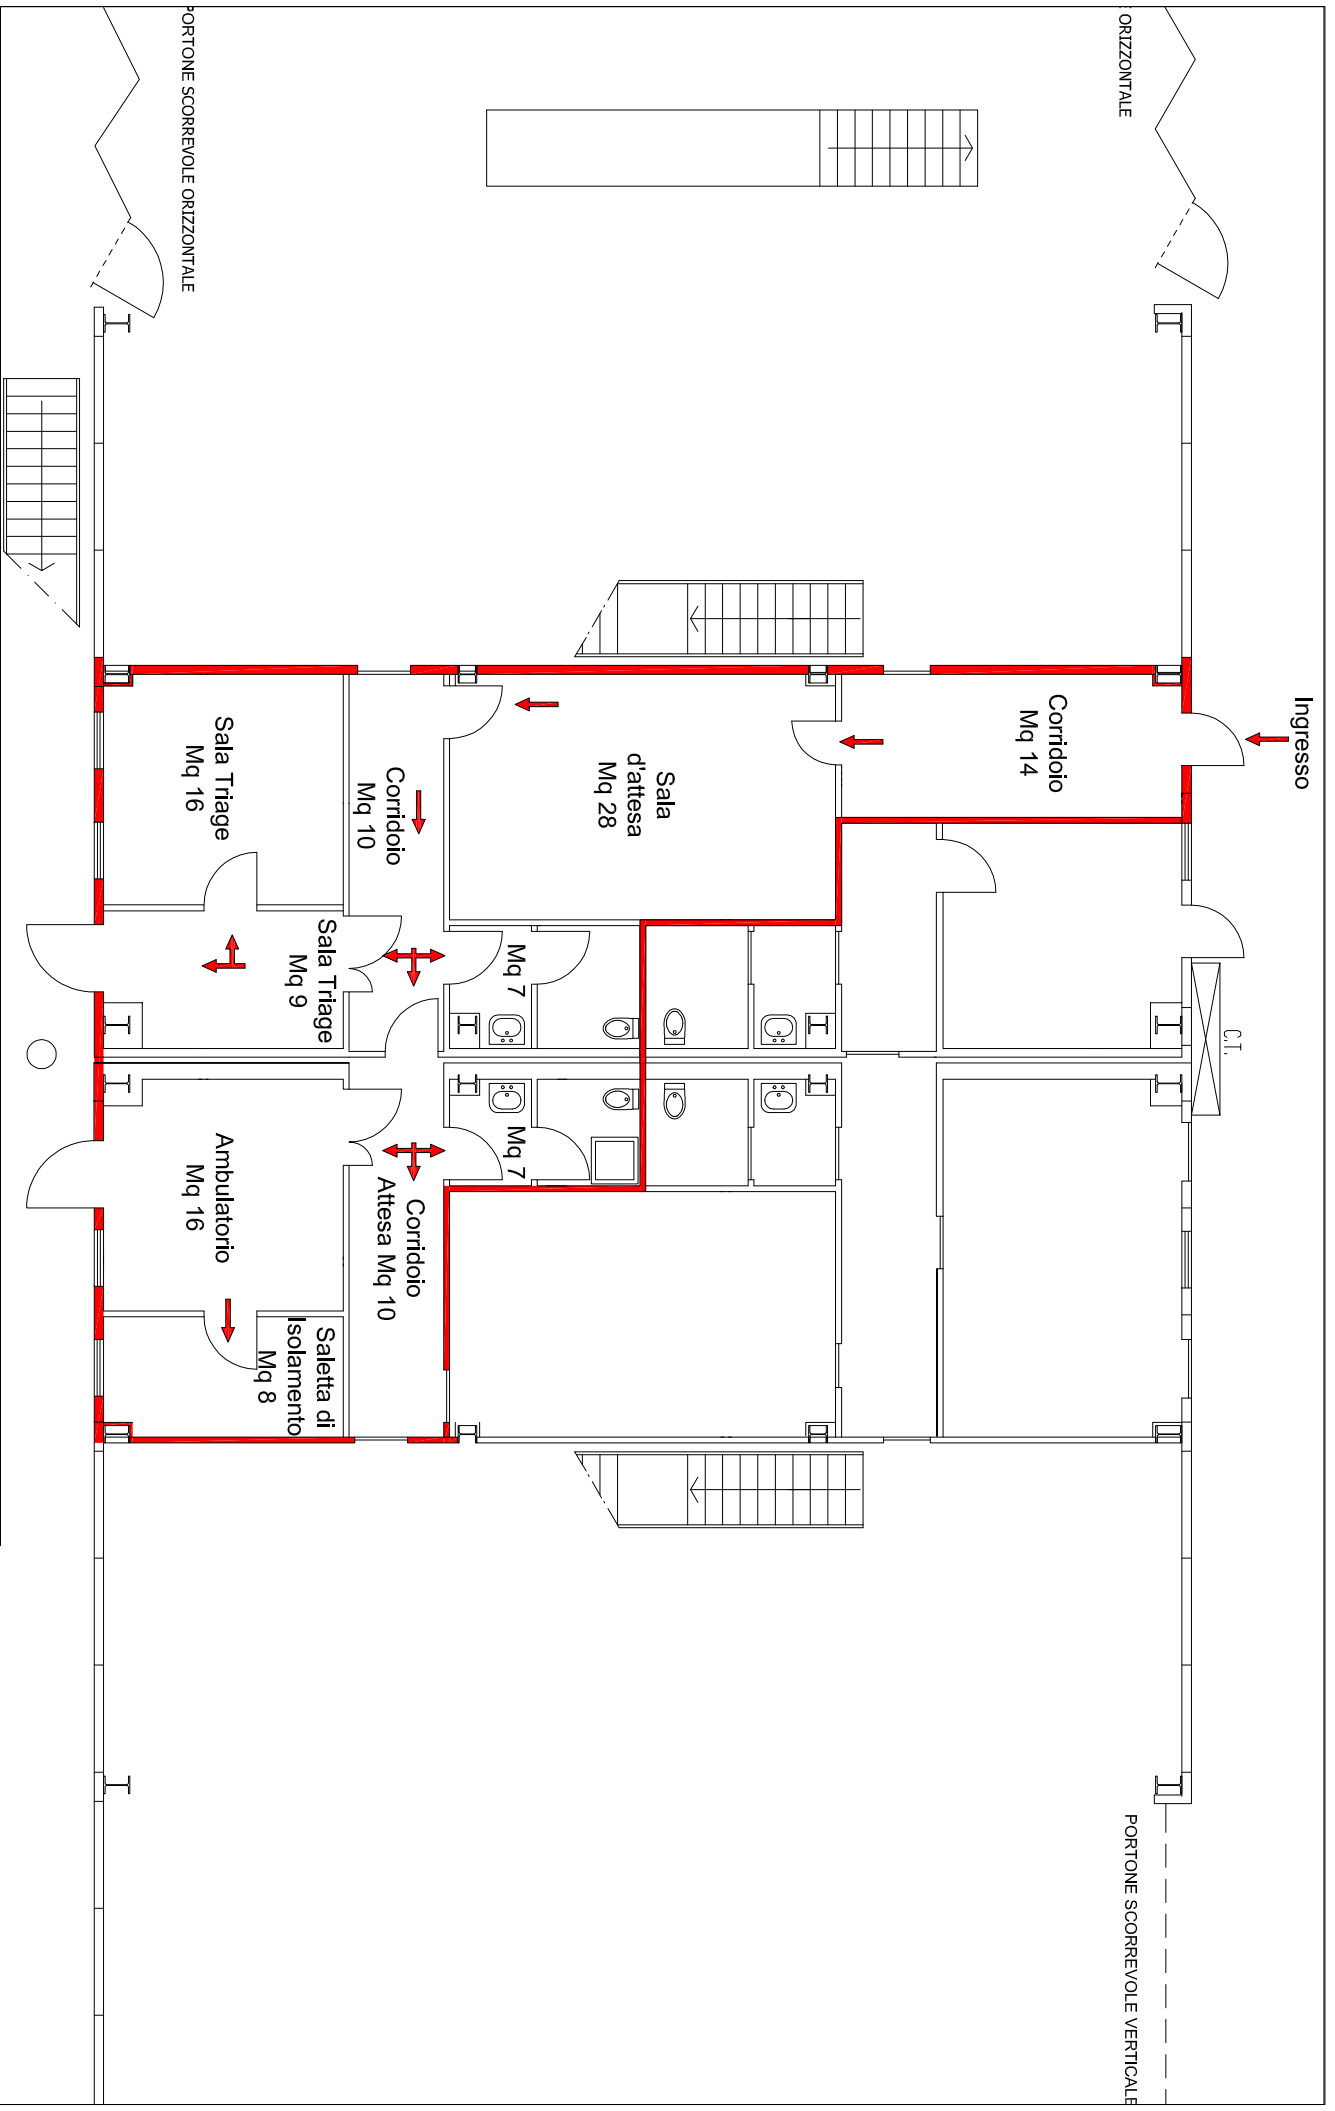 Ingresso
C.T.
PORTONE SCORREVOLE VERTICALE
ORIZZONTALE
Corridoio
Mq 14
Sala
d'attesa
Mq 28
Mq 7
Mq 7
Corridoio
Mq 10
Corridoio
Attesa Mq 10
Sala Triage
Mq 9
Saletta di
Isolamento
Mq 8
Sala Triage
Mq 16
Ambulatorio
Mq 16
PORTONE SCORREVOLE ORIZZONTALE